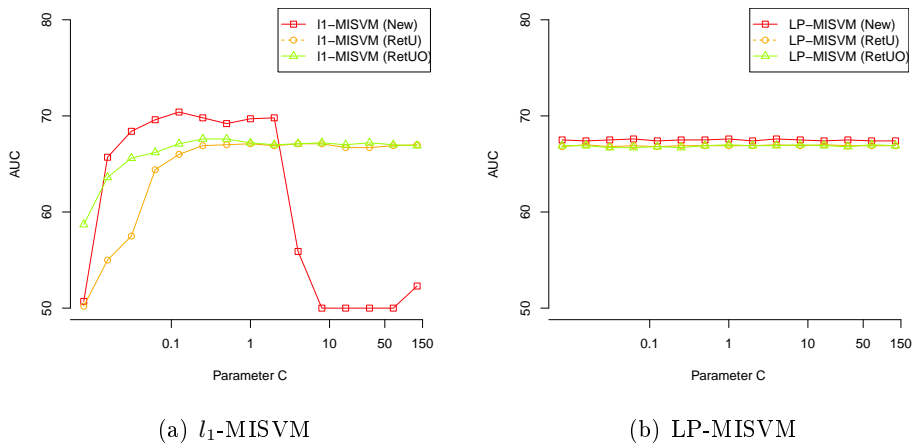 l1−MISVM (New)
l1−MISVM (RetU)
l1−MISVM (RetUO)
AUC
80
70
60
50
0.1 1 10 50 150
Parameter C
(a) l₁-MISVM
LP−MISVM (New)
LP−MISVM (RetU)
LP−MISVM (RetUO)
AUC
80
70
60
50
0.1 1 10 50 150
Parameter C
(b) LP-MISVM